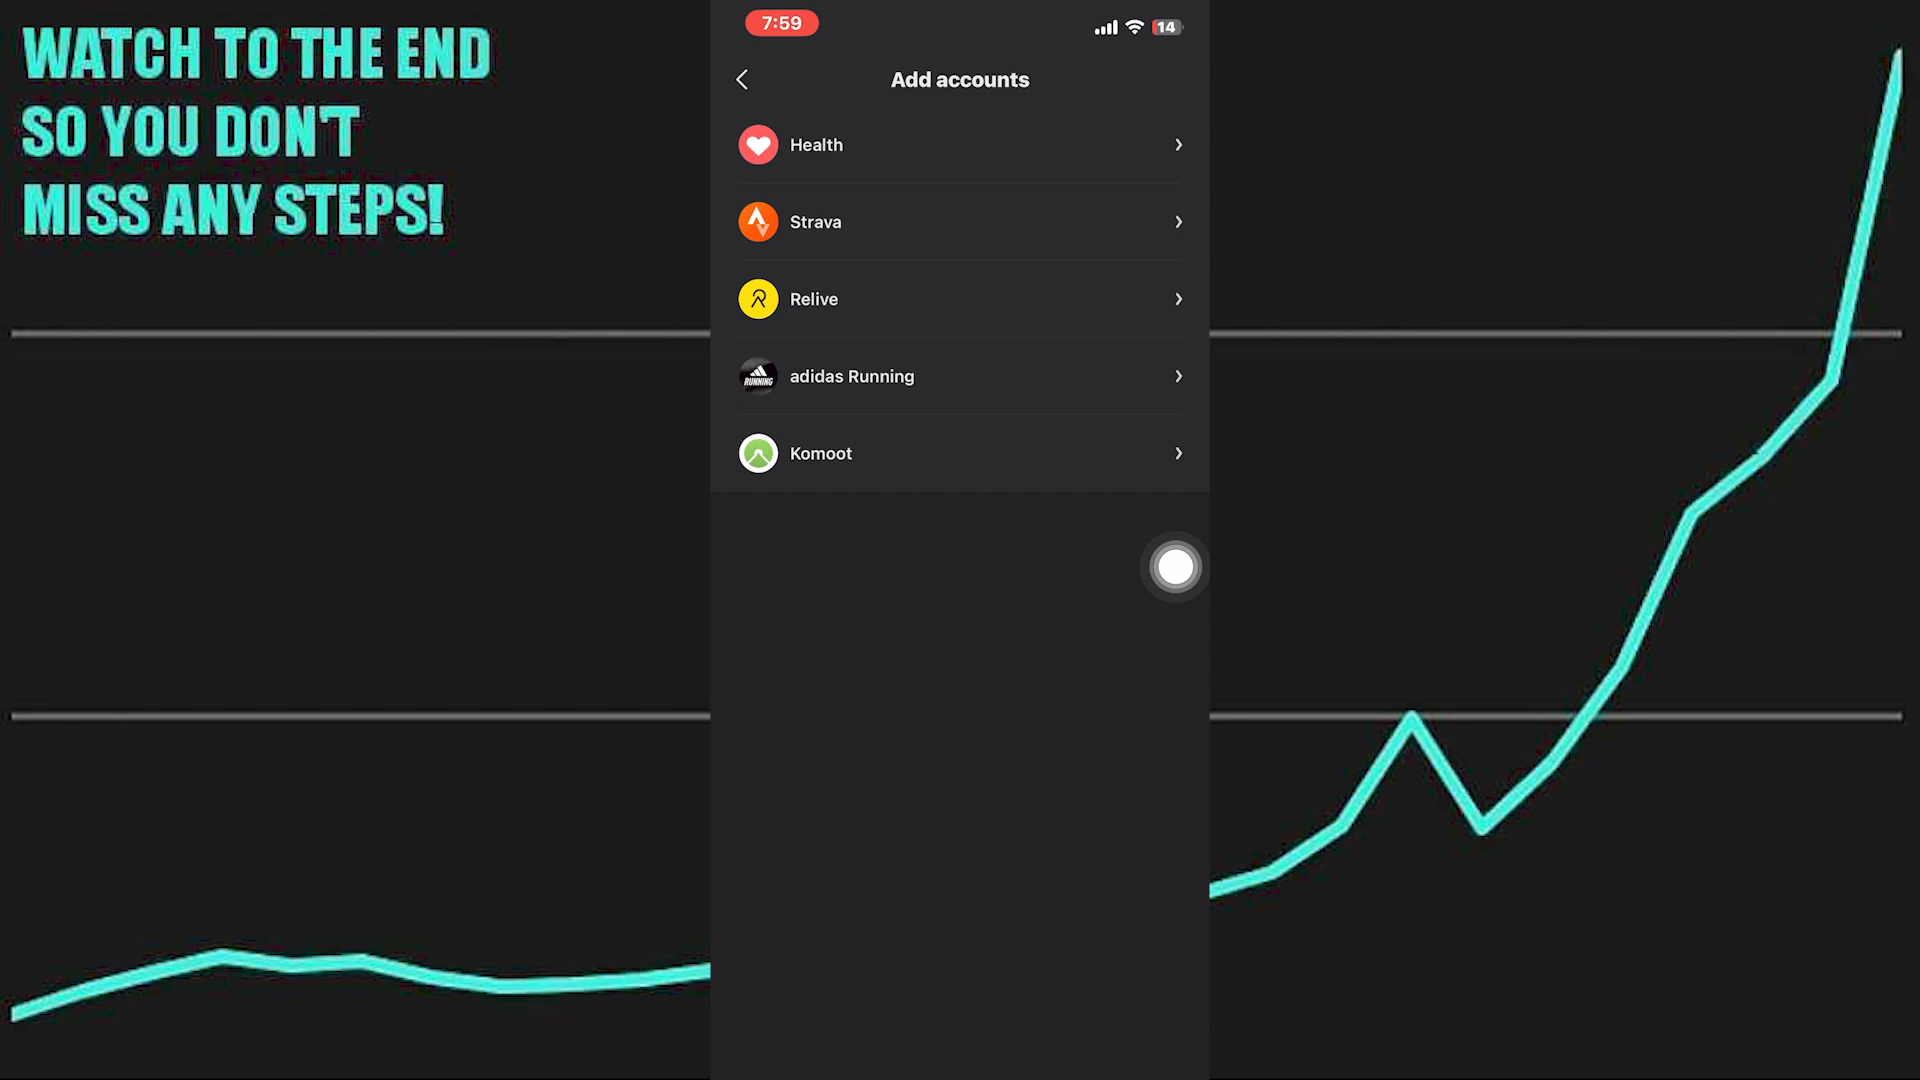 WATCH TO THE END
SO YOU DON'T
MISS ANY STEPS!
7:59
14
Add accounts
Health
Strava
Relive
RUNNING
adidas Running
Komoot